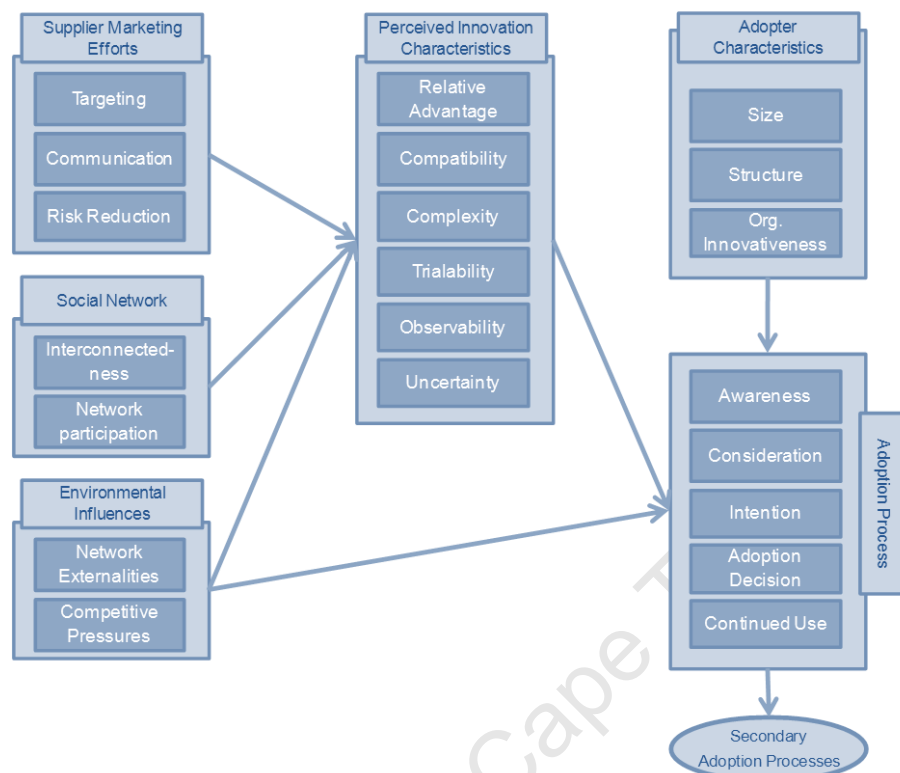 Supplier Marketing
Efforts
Targeting
Communication
Risk Reduction
Social Network
Interconnected-
ness
Network
participation
Environmental
Influences
Network
Externalities
Competitive
Pressures
Perceived Innovation
Characteristics
Relative
Advantage
Compatibility
Complexity
Trialability
Observability
Uncertainty
Adopter
Characteristics
Size
Structure
Org.
Innovativeness
Awareness
Consideration
Intention
Adoption
Decision
Continued Use
Adoption Process
Secondary
Adoption Processes
Cape